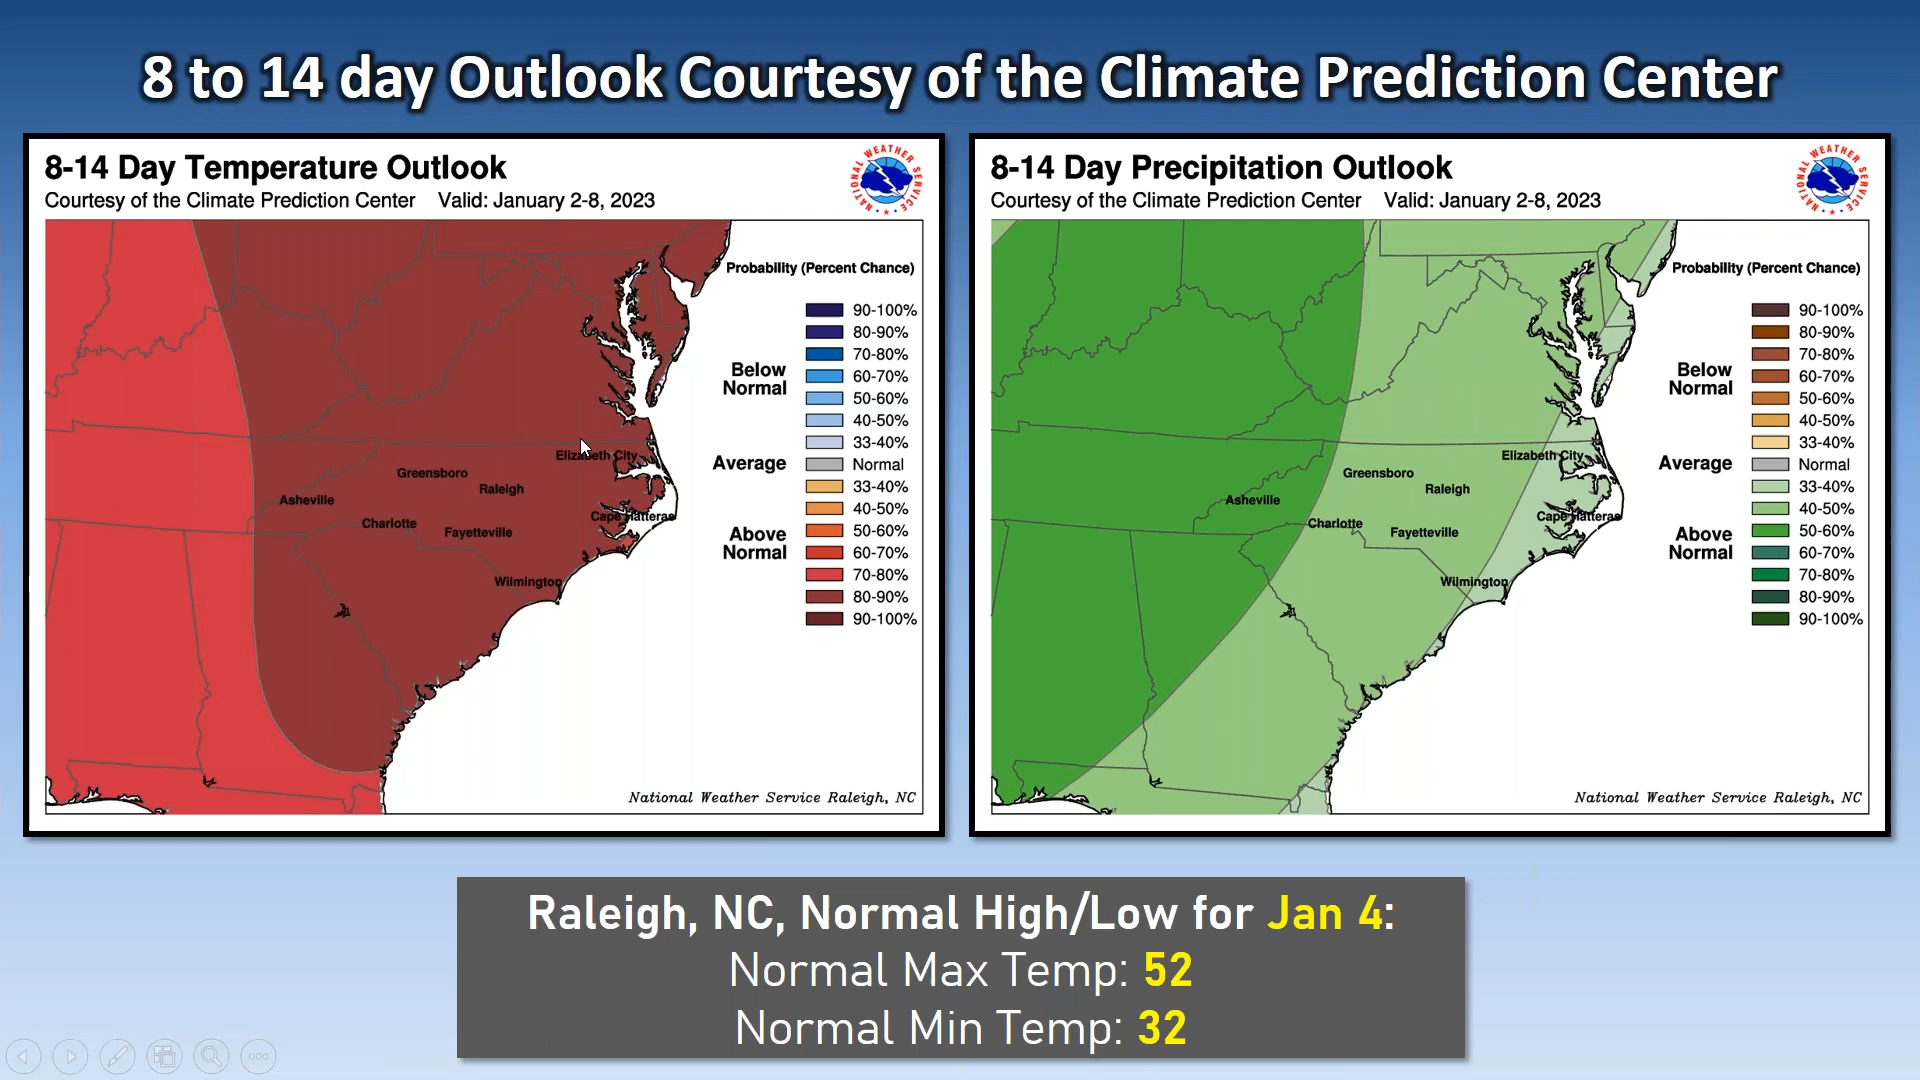 8 to 14 day Outlook Courtesy of the Climate Prediction Center
8-14 Day Temperature Outlook
Courtesy of the Climate Prediction Center Valid: January 2-8, 2023
NATIONAL WEATHER SERVICE
Probability (Percent Chance)
90-100%
80-90%
70-80%
Below
Normal
60-70%
50-60%
40-50%
33-40%
Average
Normal
33-40%
40-50%
50-60%
Above
Normal
60-70%
70-80%
80-90%
90-100%
Elizabeth City
Greensboro
Raleigh
Asheville
Cape Hatteras
Charlotte
Fayetteville
Wilmington
National Weather Service Raleigh, NC
8-14 Day Precipitation Outlook
Courtesy of the Climate Prediction Center Valid: January 2-8, 2023
NATIONAL WEATHER SERVICE
Probability (Percent Chance)
90-100%
80-90%
70-80%
Below
Normal
60-70%
50-60%
40-50%
33-40%
Average
Normal
33-40%
40-50%
50-60%
Above
Normal
60-70%
70-80%
80-90%
90-100%
Elizabeth City
Greensboro
Raleigh
Asheville
Cape Hatteras
Charlotte
Fayetteville
Wilmington
National Weather Service Raleigh, NC
Raleigh, NC, Normal High/Low for Jan 4:
Normal Max Temp: 52
Normal Min Temp: 32